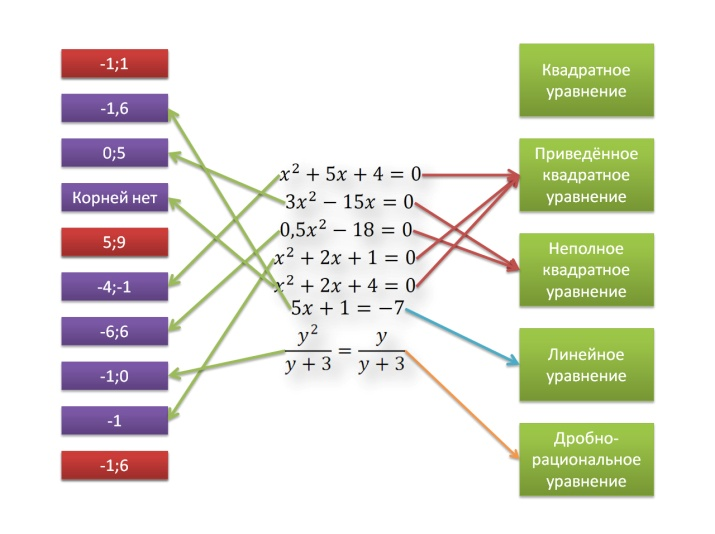 -1;1
-1,6
0;5
Корней нет
5;9
-4;-1
-6;6
-1;0
-1
-1;6
x² + 5x + 4 = 0
3x² − 15x = 0
0,5x² − 18 = 0
x² + 2x + 1 = 0
x² + 2x + 4 = 0
5x + 1 = −7
y²/(y + 3) = y/(y + 3)
Квадратное
уравнение
Приведённое
квадратное
уравнение
Неполное
квадратное
уравнение
Линейное
уравнение
Дробно-
рациональное
уравнение